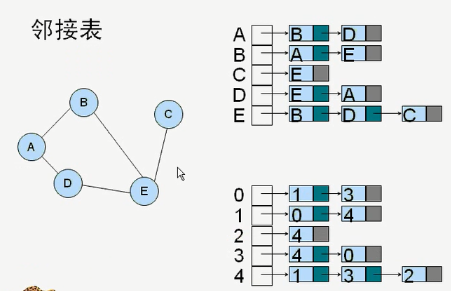 邻接表
A B D
B A E
C E
D E A
E B D C
B
C
A
D
E
0 1 3
1 0 4
2 4
3 4 0
4 1 3 2